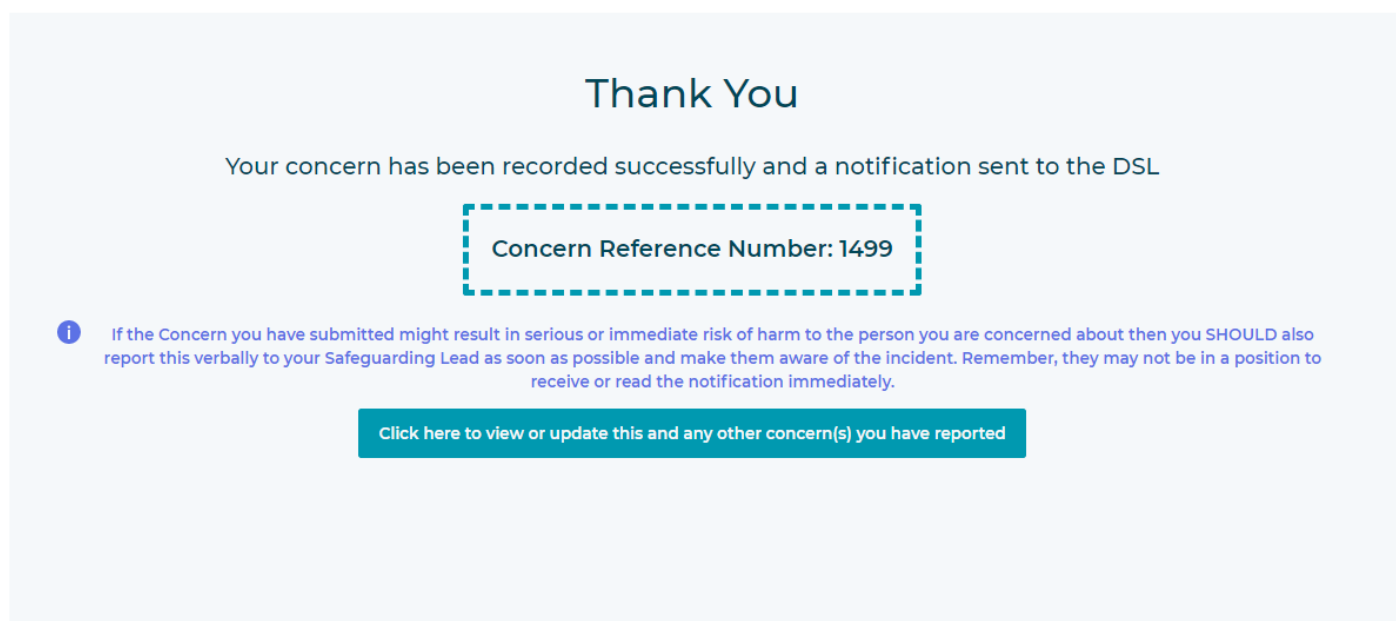 Thank You
Your concern has been recorded successfully and a notification sent to the DSL
Concern Reference Number: 1499
If the Concern you have submitted might result in serious or immediate risk of harm to the person you are concerned about then you SHOULD also
report this verbally to your Safeguarding Lead as soon as possible and make them aware of the incident. Remember, they may not be in a position to
receive or read the notification immediately.
Click here to view or update this and any other concern(s) you have reported